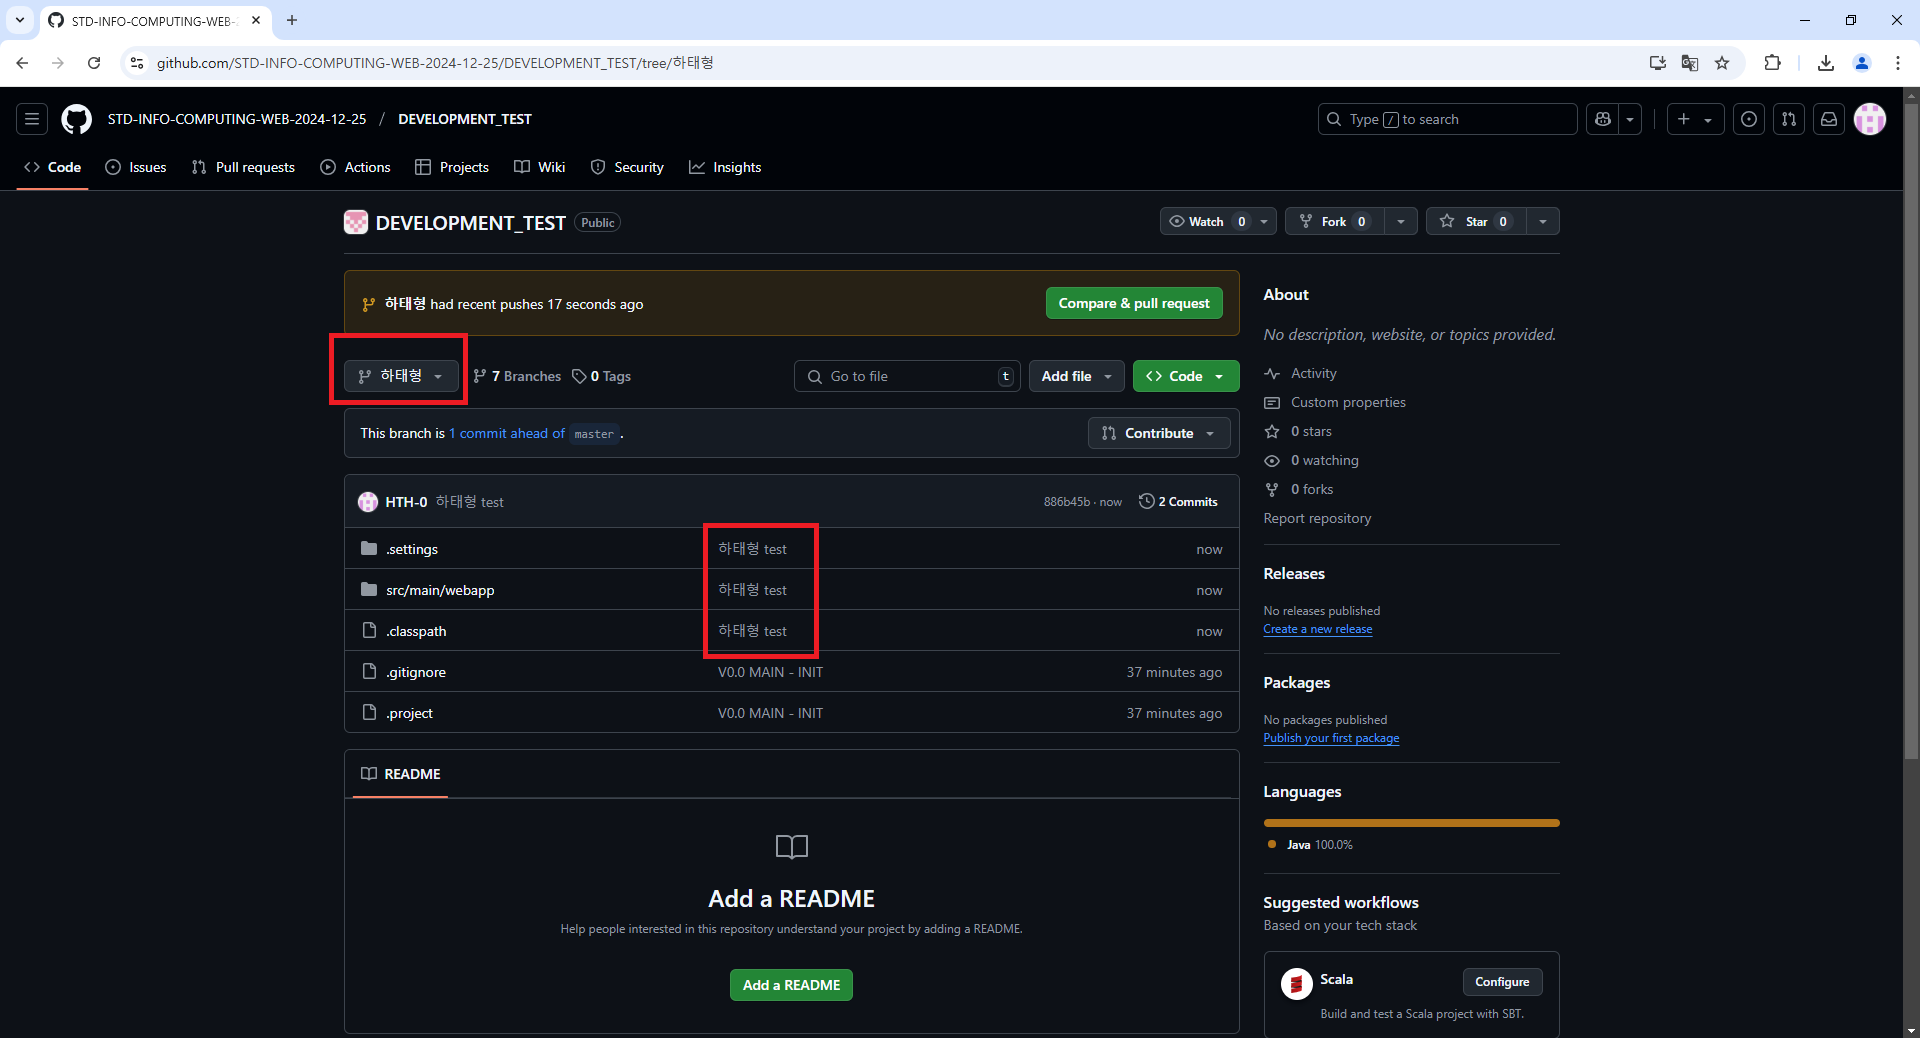 STD-INFO-COMPUTING-WEB-2
github.com/STD-INFO-COMPUTING-WEB-2024-12-25/DEVELOPMENT_TEST/tree/하태형
STD-INFO-COMPUTING-WEB-2024-12-25 / DEVELOPMENT_TEST
Type / to search
Code Issues Pull requests Actions Projects Wiki Security Insights
DEVELOPMENT_TEST Public
Watch 0 Fork 0 Star 0
하태형 had recent pushes 17 seconds ago
Compare & pull request
하태형 7 Branches 0 Tags
Go to file t Add file Code
This branch is 1 commit ahead of master .
Contribute
HTH-0 하태형 test 886b45b · now 2 Commits
.settings 하태형 test now
src/main/webapp 하태형 test now
.classpath 하태형 test now
.gitignore V0.0 MAIN - INIT 37 minutes ago
.project V0.0 MAIN - INIT 37 minutes ago
README
Add a README
Help people interested in this repository understand your project by adding a README.
Add a README
About
No description, website, or topics provided.
Activity
Custom properties
0 stars
0 watching
0 forks
Report repository
Releases
No releases published
Create a new release
Packages
No packages published
Publish your first package
Languages
Java 100.0%
Suggested workflows
Based on your tech stack
Scala
Configure
Build and test a Scala project with SBT.